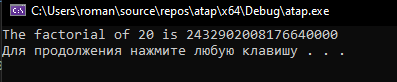 C:\Users\roman\source\repos\atap\x64\Debug\atap.exe
The factorial of 20 is 2432902008176640000
Для продолжения нажмите любую клавишу . . .